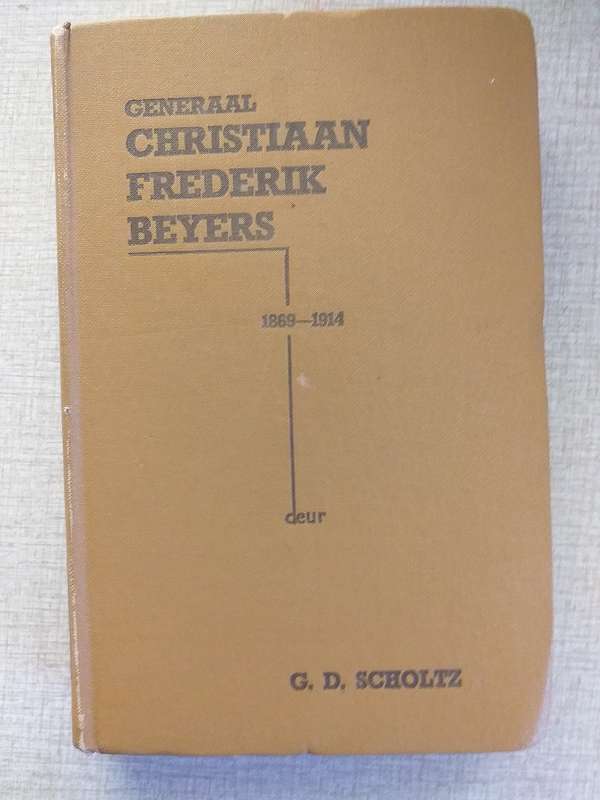 GENERAAL
CHRISTIAAN
FREDERIK
BEYERS
1869—1914
deur
G. D. SCHOLTZ